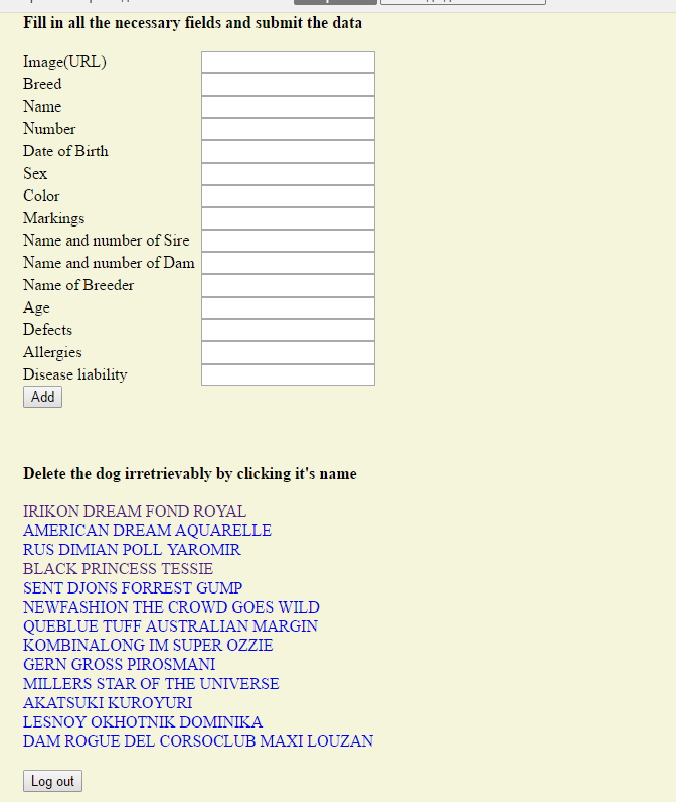 Fill in all the necessary fields and submit the data
Image(URL)
Breed
Name
Number
Date of Birth
Sex
Color
Markings
Name and number of Sire
Name and number of Dam
Name of Breeder
Age
Defects
Allergies
Disease liability
Add
Delete the dog irretrievably by clicking it's name
IRIKON DREAM FOND ROYAL
AMERICAN DREAM AQUARELLE
RUS DIMIAN POLL YAROMIR
BLACK PRINCESS TESSIE
SENT DJONS FORREST GUMP
NEWFASHION THE CROWD GOES WILD
QUEBLUE TUFF AUSTRALIAN MARGIN
KOMBINALONG IM SUPER OZZIE
GERN GROSS PIROSMANI
MILLERS STAR OF THE UNIVERSE
AKATSUKI KUROYURI
LESNOY OKHOTNIK DOMINIKA
DAM ROGUE DEL CORSOCLUB MAXI LOUZAN
Log out